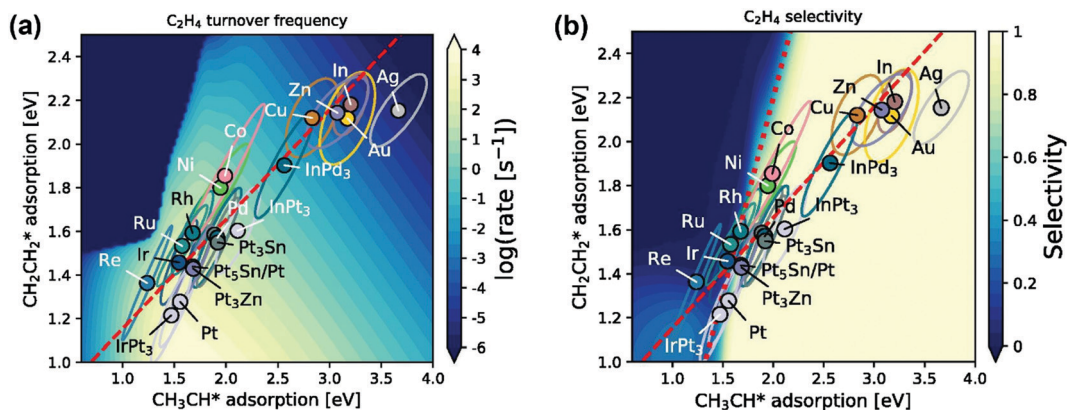 (a)
C₂H₄ turnover frequency
CH₃CH₂* adsorption [eV]
2.4
2.2
2.0
1.8
1.6
1.4
1.2
1.0
Co
Ni
Rh
Ru
Re
Ir
Pd
Zn
In
Ag
Cu
Au
InPd₃
InPt₃
Pt₃Sn
Pt₅Sn/Pt
Pt₃Zn
Pt
IrPt₃
1.0 1.5 2.0 2.5 3.0 3.5 4.0
CH₃CH* adsorption [eV]
4
3
2
1
0
-1
-2
-3
-4
-5
-6
log(rate [s⁻¹])
(b)
C₂H₄ selectivity
CH₃CH₂* adsorption [eV]
2.4
2.2
2.0
1.8
1.6
1.4
1.2
1.0
Co
Ni
Rh
Ru
Re
Ir
Pd
Zn
In
Ag
Cu
Au
InPd₃
InPt₃
Pt₃Sn
Pt₅Sn/Pt
Pt₃Zn
Pt
IrPt₃
1.0 1.5 2.0 2.5 3.0 3.5 4.0
CH₃CH* adsorption [eV]
1
0.8
0.6
0.4
0.2
0
Selectivity